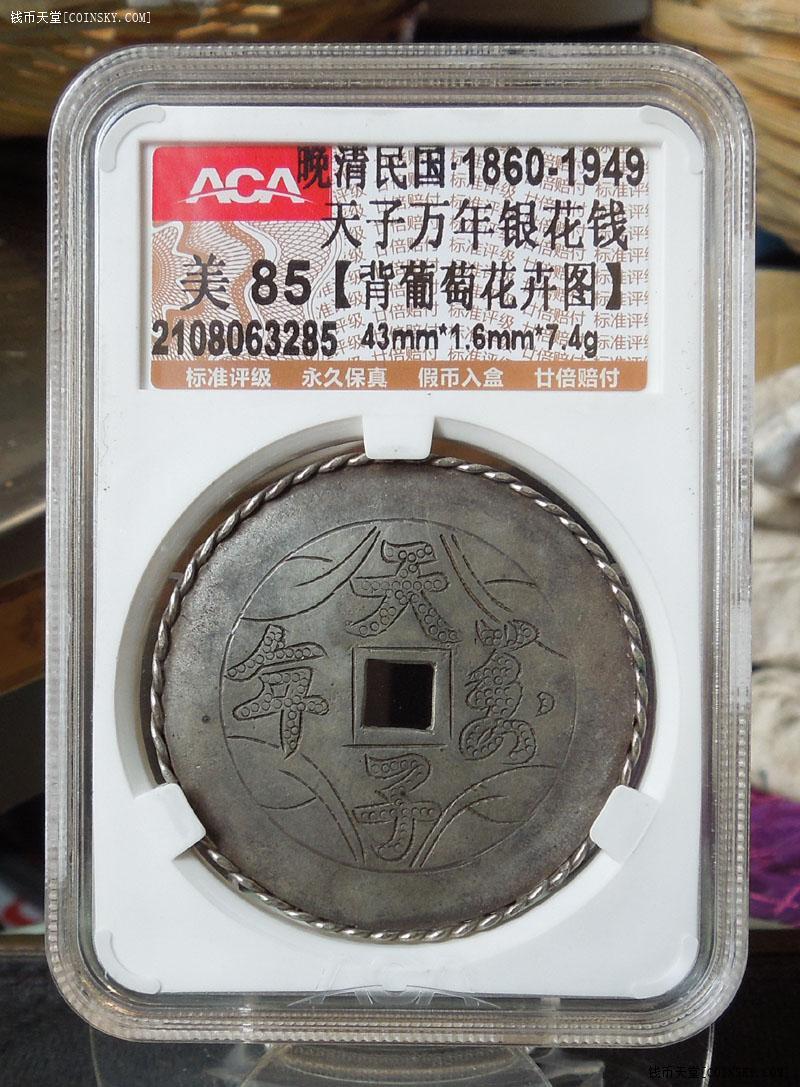 钱币天堂[COINSKY.COM]
ACA
晚清民国·1860-1949
天子万年银花钱
美 85【背葡萄花卉图】
2108063285 43mm*1.6mm*7.4g
标准评级 永久保真 假币入盒 廿倍赔付
天
年 萬
子
ACA
钱币天堂[COINSKY.COM]